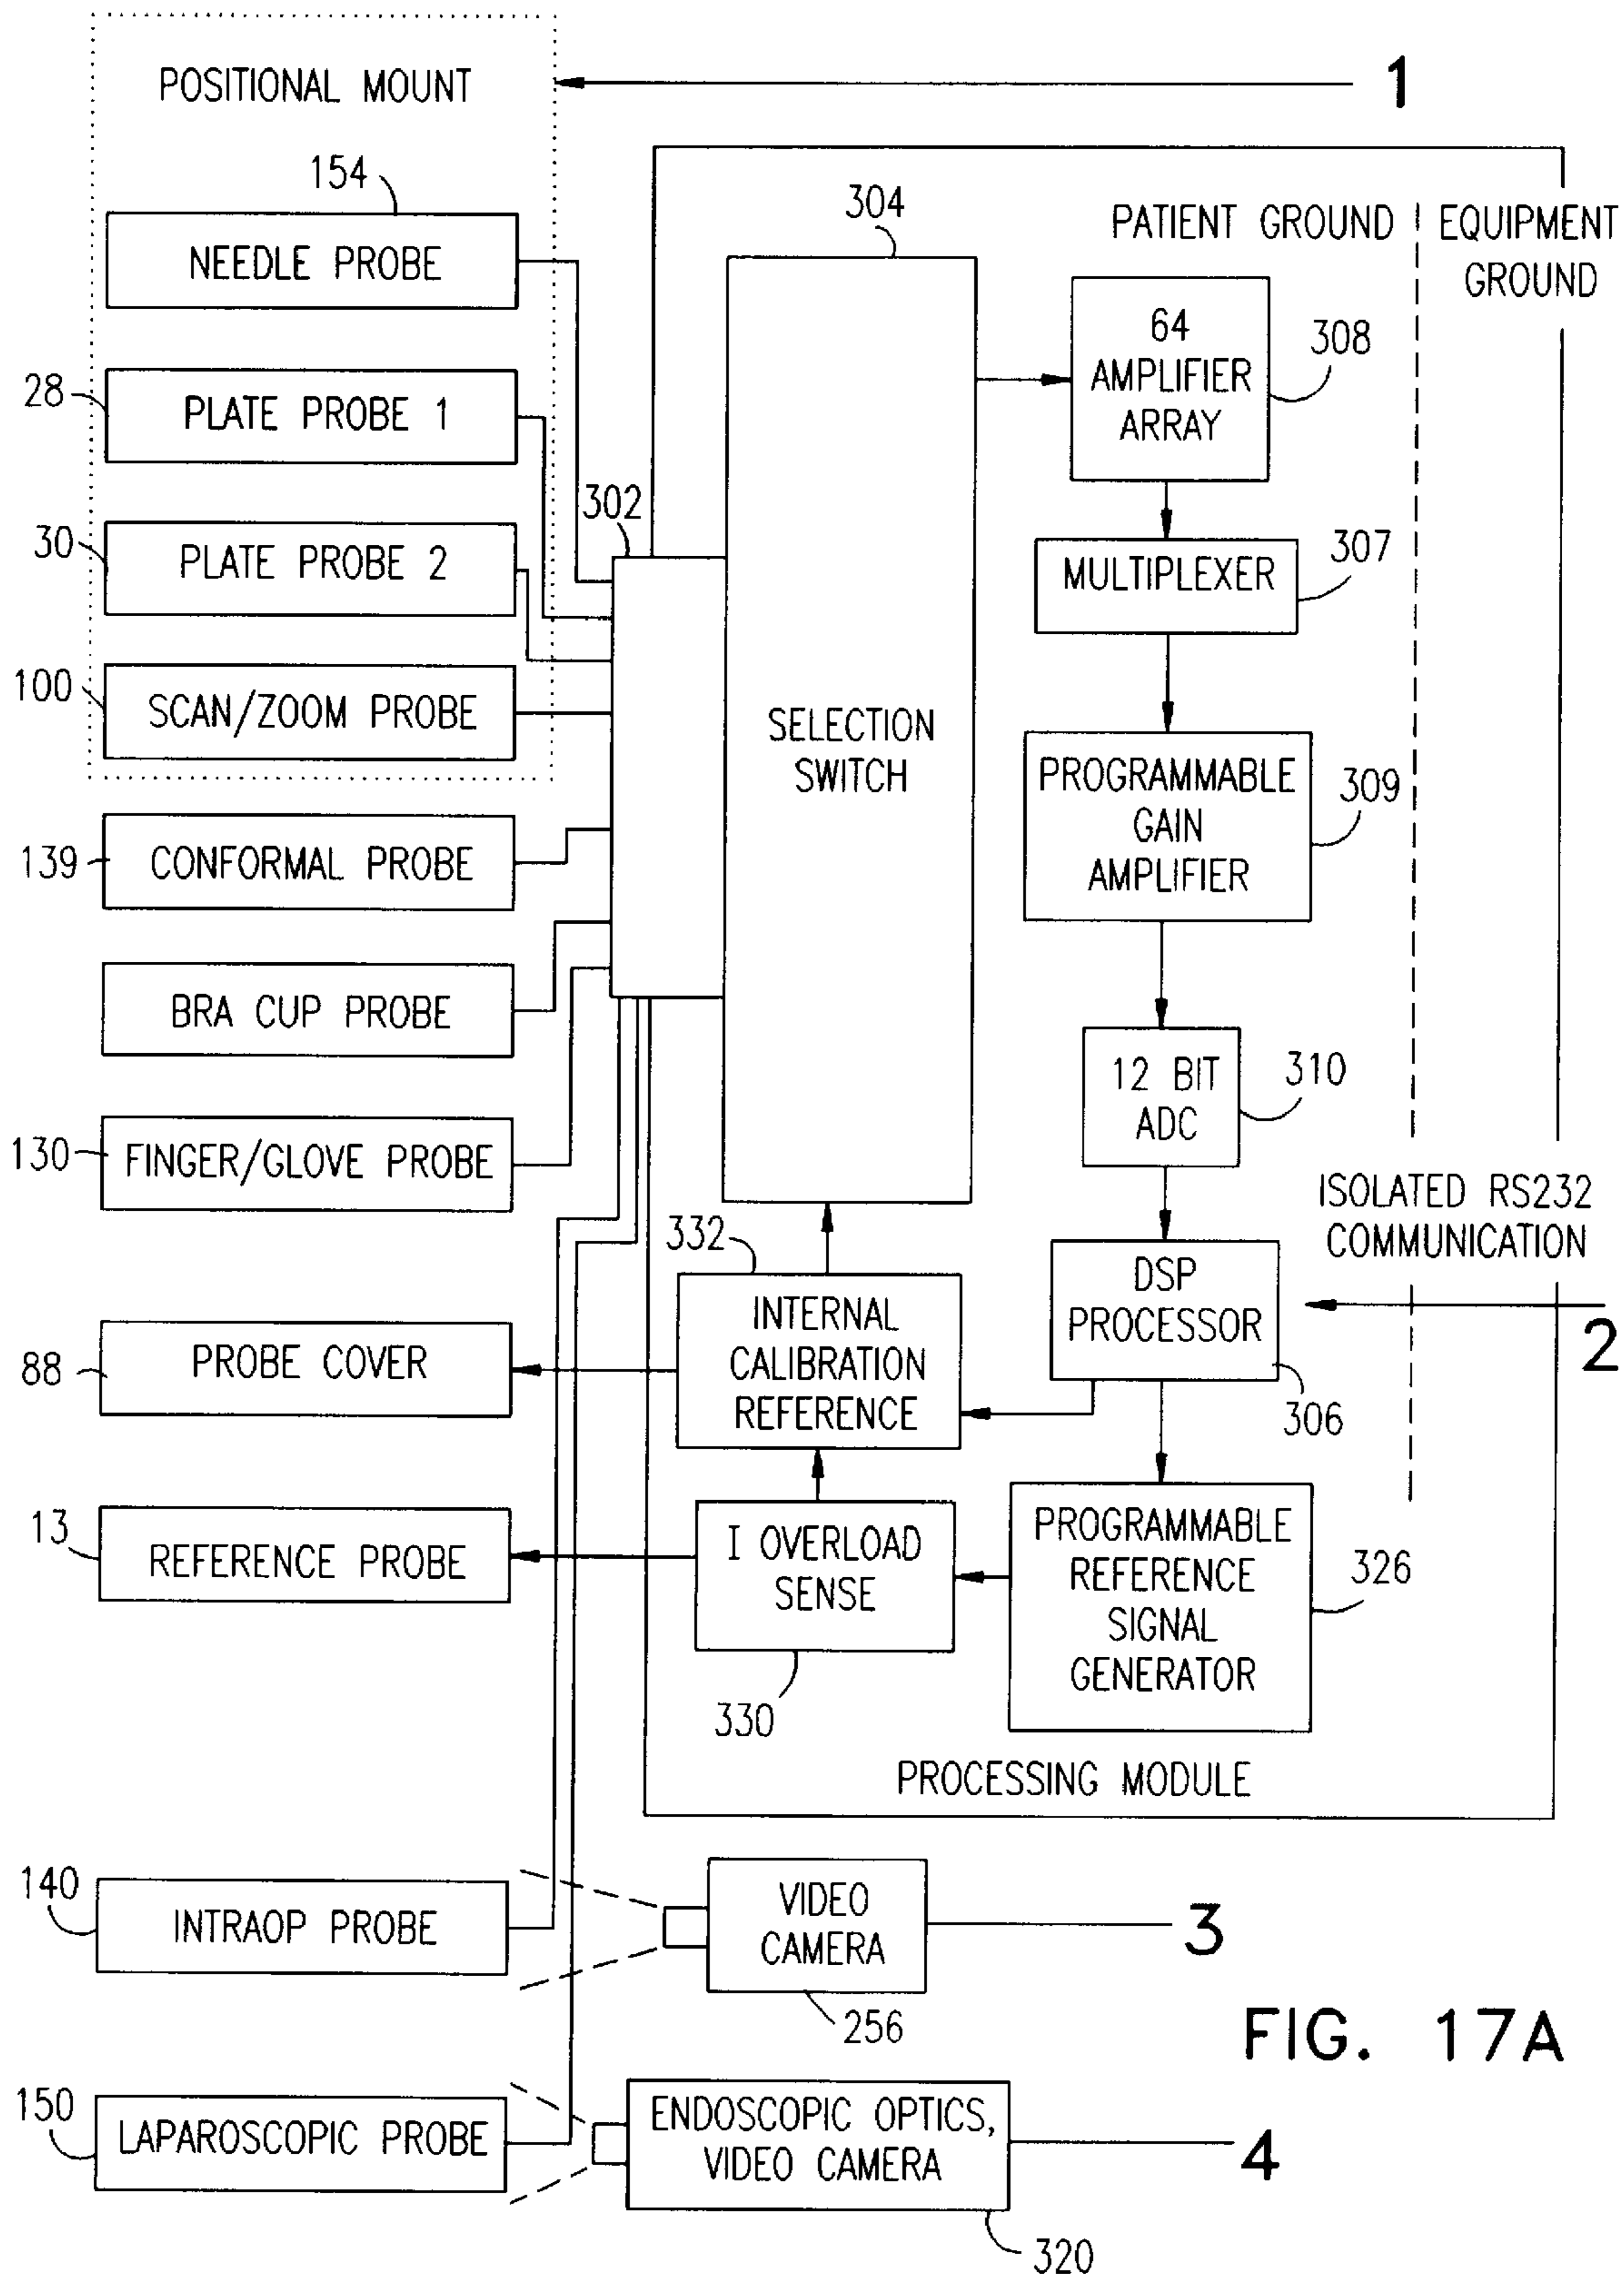 POSITIONAL MOUNT
1
154
NEEDLE PROBE
28
PLATE PROBE 1
30
PLATE PROBE 2
100
SCAN/ZOOM PROBE
139
CONFORMAL PROBE
BRA CUP PROBE
130
FINGER/GLOVE PROBE
88
PROBE COVER
13
REFERENCE PROBE
140
INTRAOP PROBE
150
LAPAROSCOPIC PROBE
302
304
SELECTION
SWITCH
PATIENT GROUND
EQUIPMENT
GROUND
64
AMPLIFIER
ARRAY
308
MULTIPLEXER
307
PROGRAMMABLE
GAIN
AMPLIFIER
309
12 BIT
ADC
310
ISOLATED RS232
COMMUNICATION
DSP
PROCESSOR
306
2
332
INTERNAL
CALIBRATION
REFERENCE
I OVERLOAD
SENSE
330
PROGRAMMABLE
REFERENCE
SIGNAL
GENERATOR
326
PROCESSING MODULE
VIDEO
CAMERA
256
3
ENDOSCOPIC OPTICS,
VIDEO CAMERA
320
4
FIG. 17A